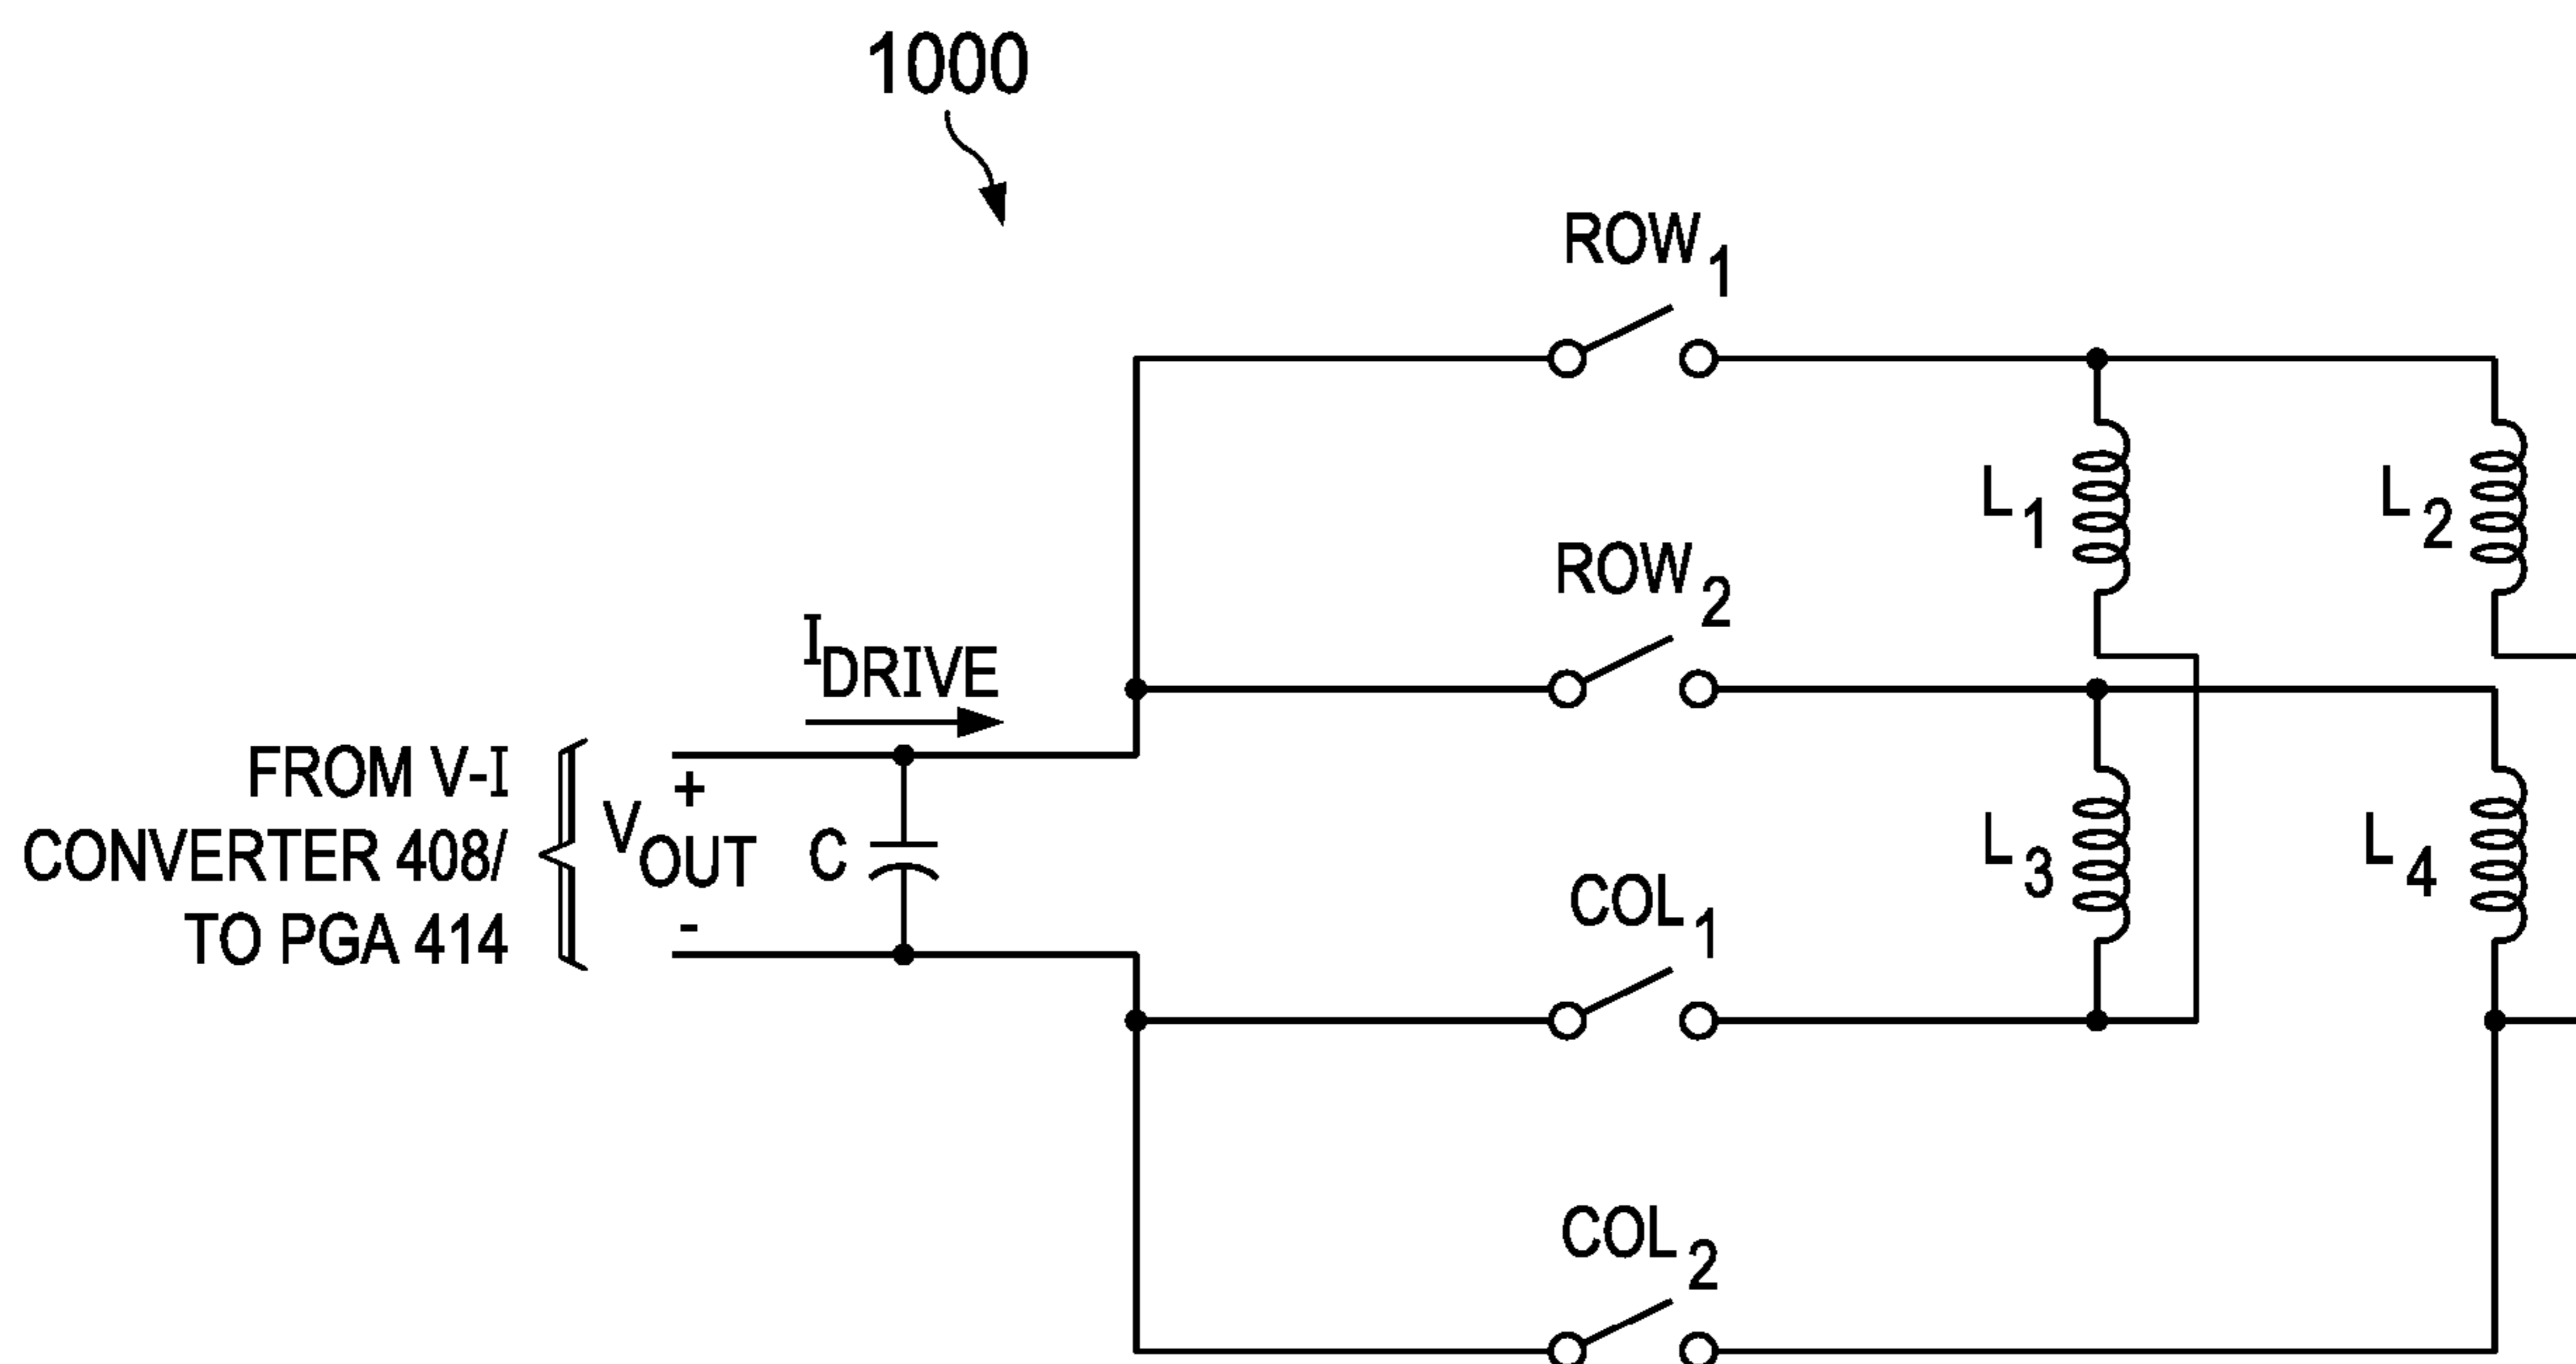 1000
ROW1
L1
L2
ROW2
IDRIVE
FROM V-I
CONVERTER 408/
TO PGA 414
+
VOUT
-
C
COL1
L3
L4
COL2